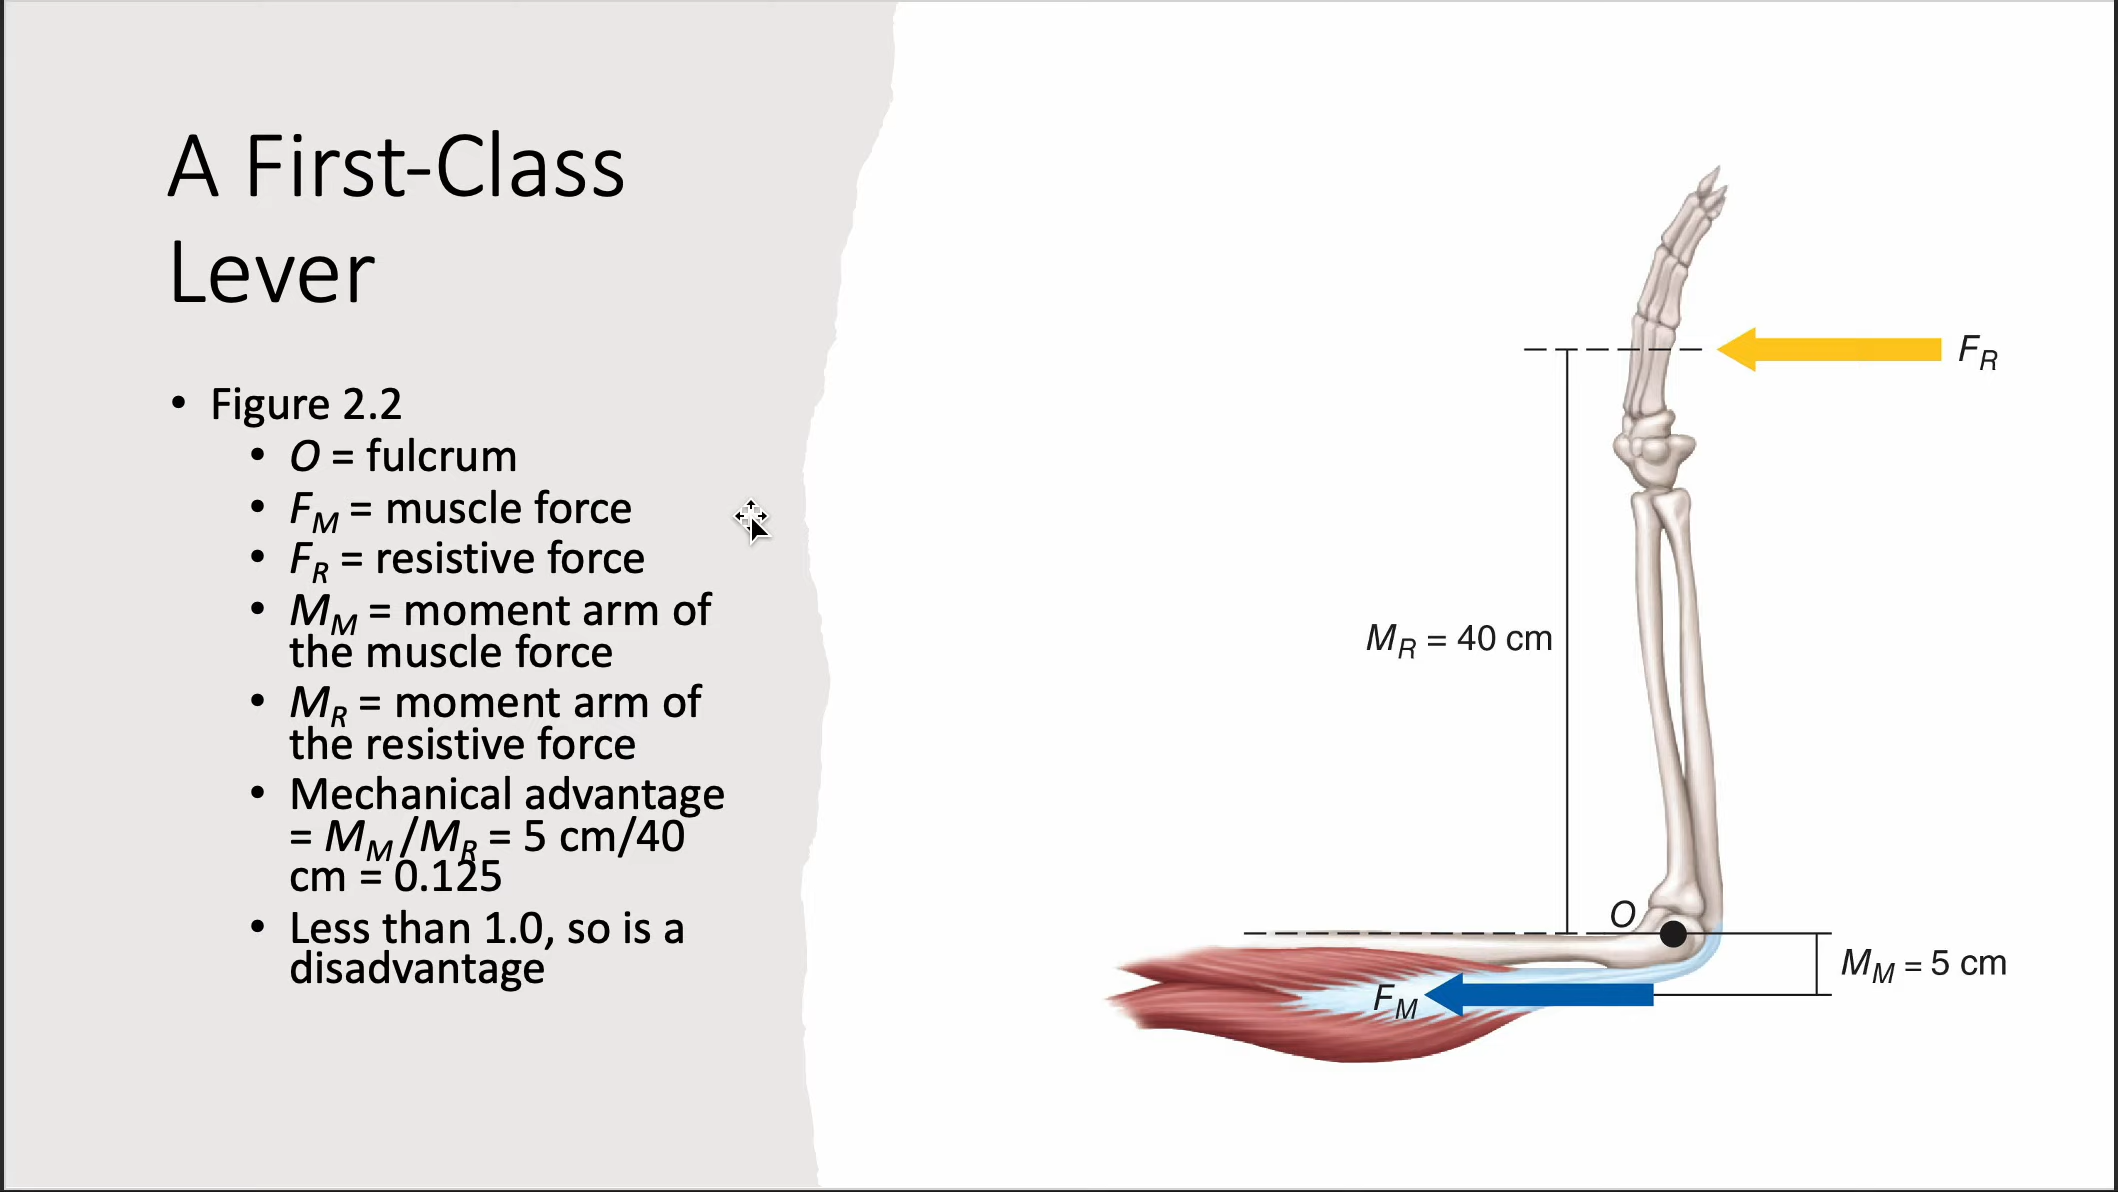 A First-Class
Lever
• Figure 2.2
• O = fulcrum
• FM = muscle force
• FR = resistive force
• MM = moment arm of
the muscle force
• MR = moment arm of
the resistive force
• Mechanical advantage
= MM/MR = 5 cm/40
cm = 0.125
• Less than 1.0, so is a
disadvantage
FR
MR = 40 cm
O
MM = 5 cm
FM